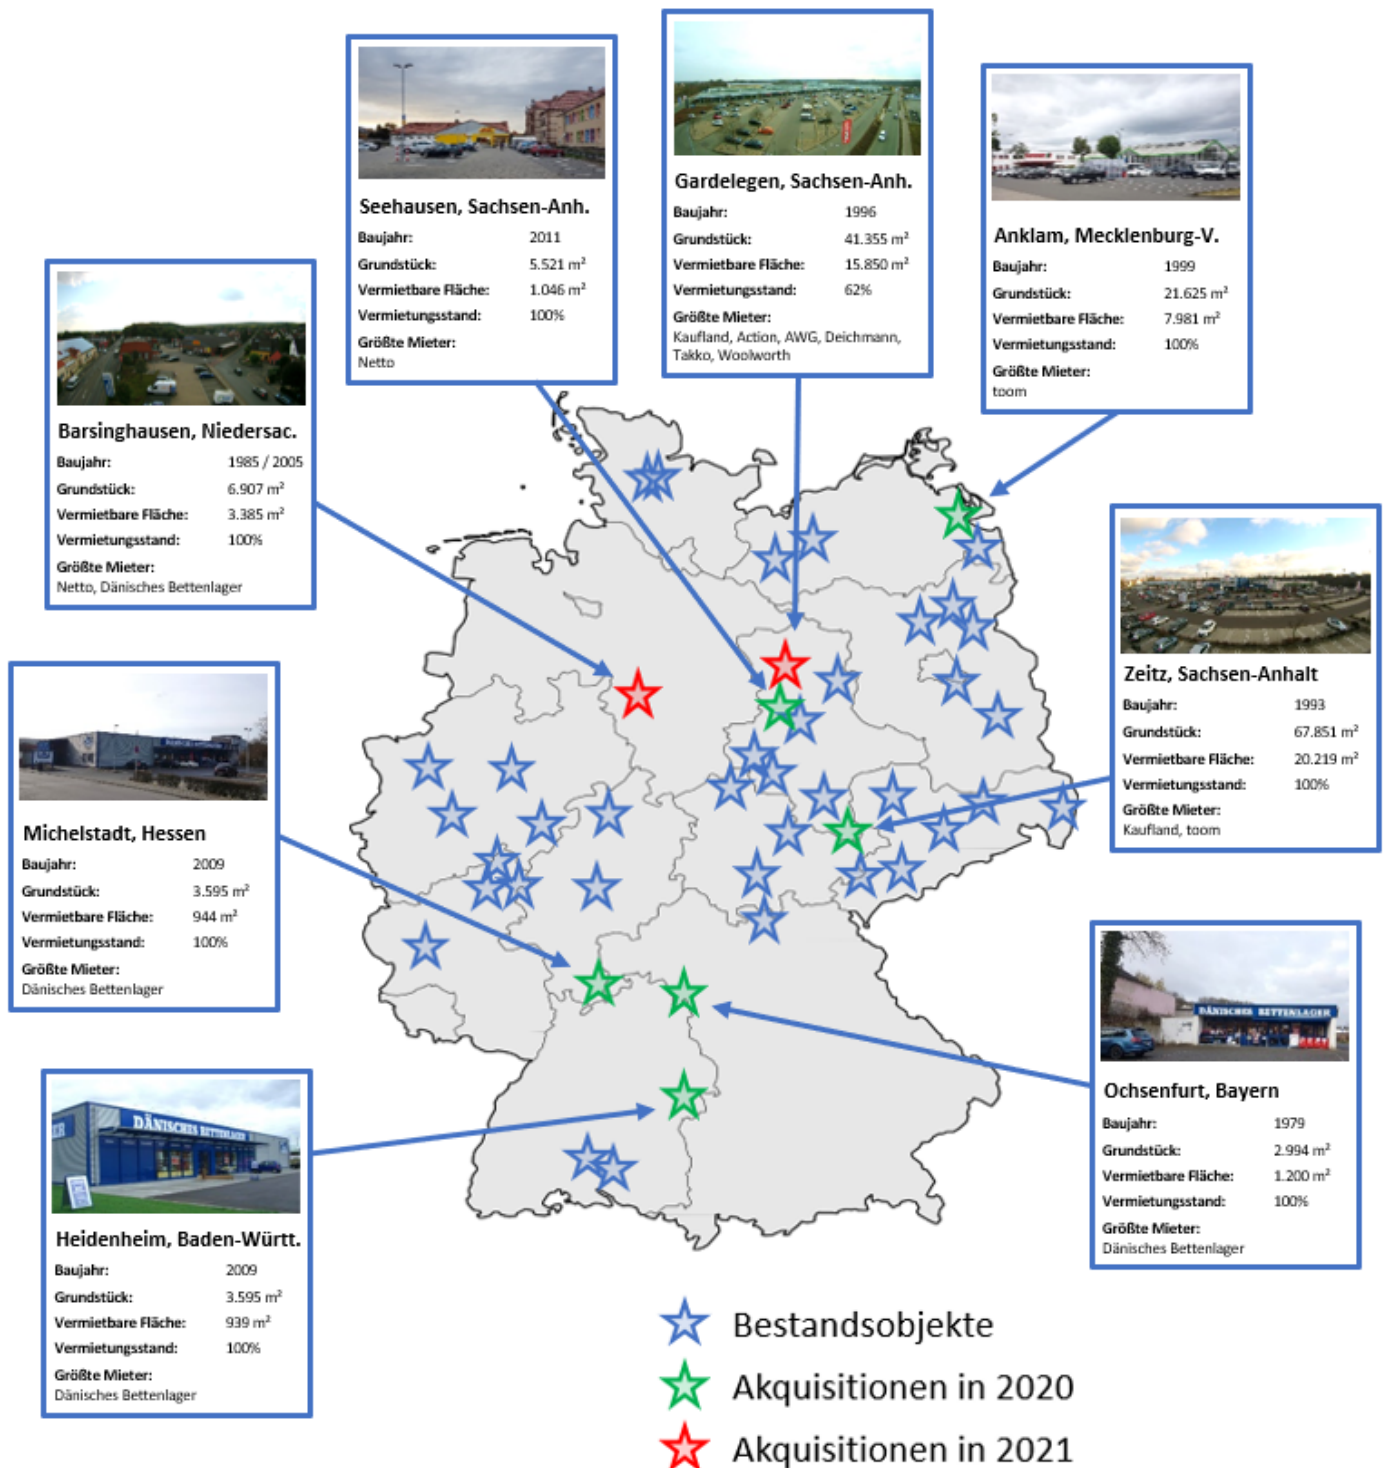 Seehausen, Sachsen-Anh.
Baujahr: 2011
Grundstück: 5.521 m²
Vermietbare Fläche: 1.046 m²
Vermietungsstand: 100%
Größte Mieter:
Netto
Gardelegen, Sachsen-Anh.
Baujahr: 1996
Grundstück: 41.355 m²
Vermietbare Fläche: 15.850 m²
Vermietungsstand: 62%
Größte Mieter:
Kaufland, Action, AWG, Deichmann,
Takko, Woolworth
Anklam, Mecklenburg-V.
Baujahr: 1999
Grundstück: 21.625 m²
Vermietbare Fläche: 7.981 m²
Vermietungsstand: 100%
Größte Mieter:
toom
Barsinghausen, Niedersac.
Baujahr: 1985 / 2005
Grundstück: 6.907 m²
Vermietbare Fläche: 3.385 m²
Vermietungsstand: 100%
Größte Mieter:
Netto, Dänisches Bettenlager
Zeitz, Sachsen-Anhalt
Baujahr: 1993
Grundstück: 67.851 m²
Vermietbare Fläche: 20.219 m²
Vermietungsstand: 100%
Größte Mieter:
Kaufland, toom
Michelstadt, Hessen
Baujahr: 2009
Grundstück: 3.595 m²
Vermietbare Fläche: 944 m²
Vermietungsstand: 100%
Größte Mieter:
Dänisches Bettenlager
DÄNISCHES BETTENLAGER
Ochsenfurt, Bayern
Baujahr: 1979
Grundstück: 2.994 m²
Vermietbare Fläche: 1.200 m²
Vermietungsstand: 100%
Größte Mieter:
Dänisches Bettenlager
DÄNISCHES BETTENLAGER
Heidenheim, Baden-Württ.
Baujahr: 2009
Grundstück: 3.595 m²
Vermietbare Fläche: 939 m²
Vermietungsstand: 100%
Größte Mieter:
Dänisches Bettenlager
Bestandsobjekte
Akquisitionen in 2020
Akquisitionen in 2021